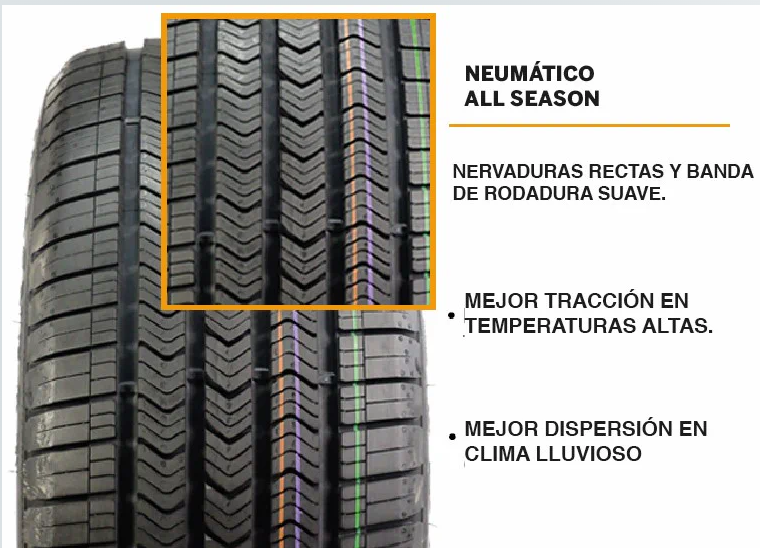 NEUMÁTICO
ALL SEASON
NERVADURAS RECTAS Y BANDA
DE RODADURA SUAVE.
• MEJOR TRACCIÓN EN
TEMPERATURAS ALTAS.
• MEJOR DISPERSIÓN EN
CLIMA LLUVIOSO